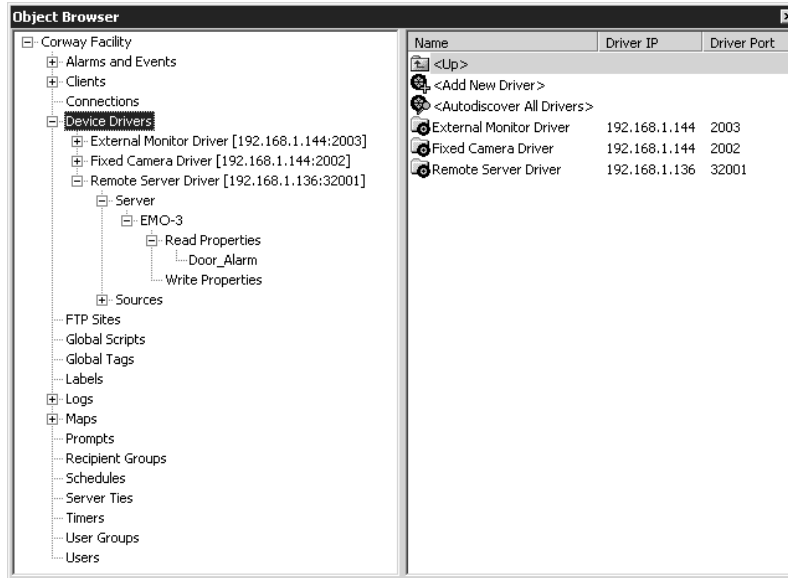 Object Browser
Corway Facility
Alarms and Events
Clients
Connections
Device Drivers
External Monitor Driver [192.168.1.144:2003]
Fixed Camera Driver [192.168.1.144:2002]
Remote Server Driver [192.168.1.136:32001]
Server
EMO-3
Read Properties
Door_Alarm
Write Properties
Sources
FTP Sites
Global Scripts
Global Tags
Labels
Logs
Maps
Prompts
Recipient Groups
Schedules
Server Ties
Timers
User Groups
Users
Name Driver IP Driver Port
<Up>
<Add New Driver>
<Autodiscover All Drivers>
External Monitor Driver 192.168.1.144 2003
Fixed Camera Driver 192.168.1.144 2002
Remote Server Driver 192.168.1.136 32001